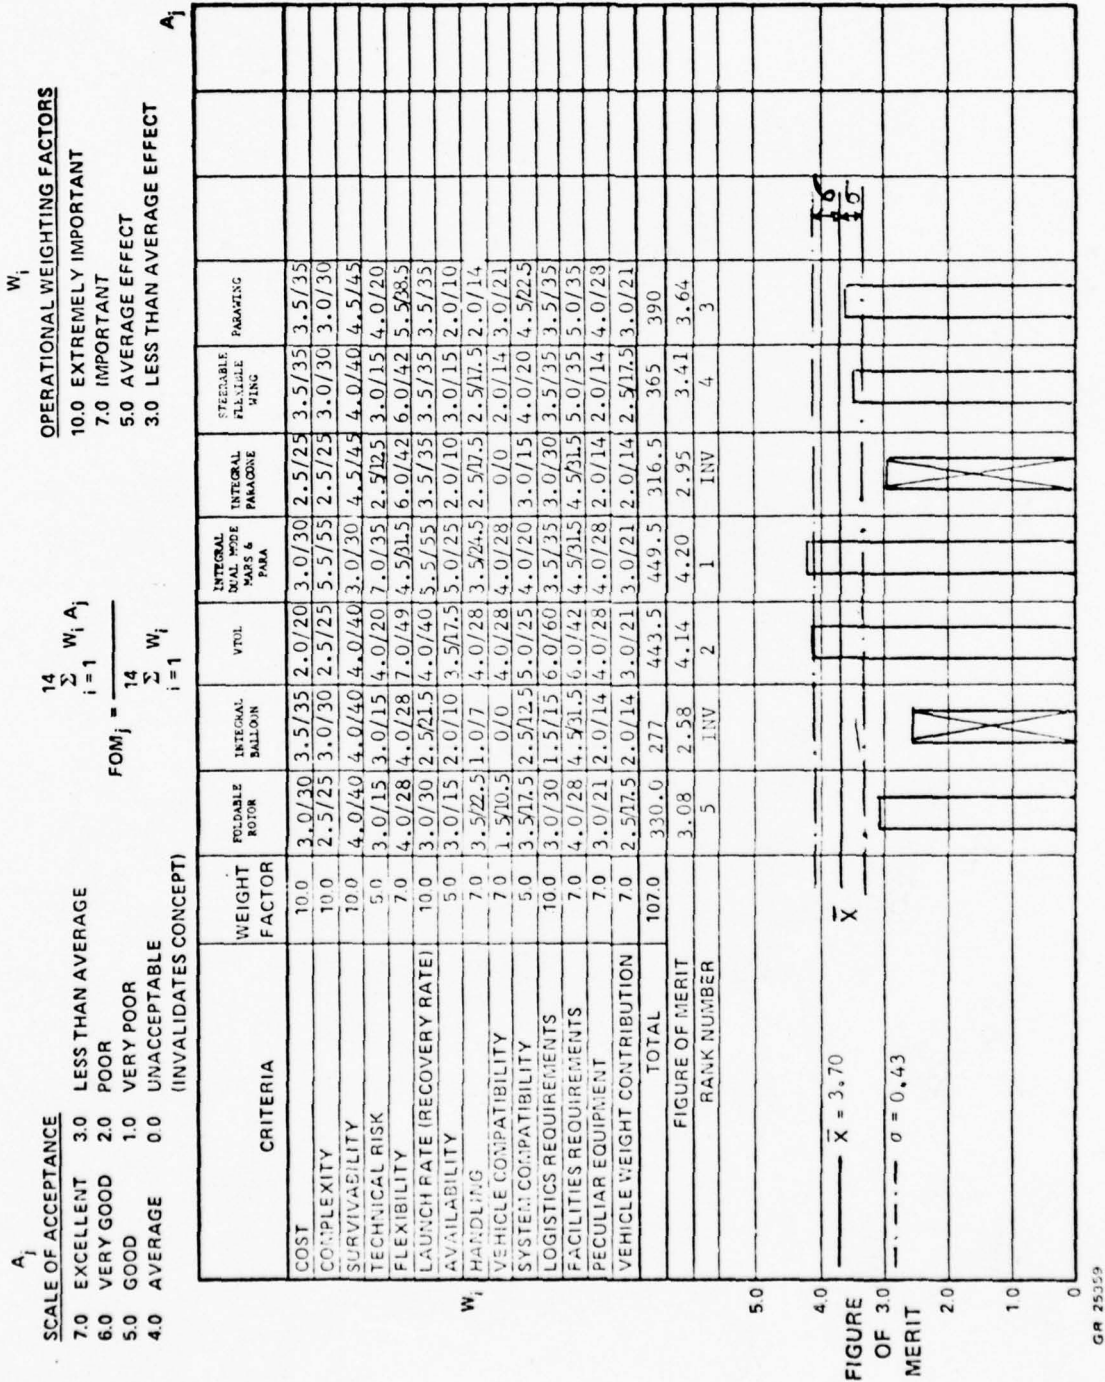 A_j
SCALE OF ACCEPTANCE
7.0 EXCELLENT 3.0 LESS THAN AVERAGE
6.0 VERY GOOD 2.0 POOR
5.0 GOOD 1.0 VERY POOR
4.0 AVERAGE 0.0 UNACCEPTABLE
(INVALIDATES CONCEPT)
FOM_j = 14 Σ i = 1 W_i A_j / 14 Σ i = 1 W_i
W_i
OPERATIONAL WEIGHTING FACTORS
10.0 EXTREMELY IMPORTANT
7.0 IMPORTANT
5.0 AVERAGE EFFECT
3.0 LESS THAN AVERAGE EFFECT
A_j
CRITERIA WEIGHT FACTOR FOLDABLE ROTOR INTEGRAL BALLOON VTOL INTEGRAL DUAL MODE MARS & PARA INTEGRAL PARACONE STEERABLE FLEXIBLE WING PARAWING
COST 10.0 3.0/30 3.5/35 2.0/20 3.0/30 2.5/25 3.5/35 3.5/35
COMPLEXITY 10.0 2.5/25 3.0/30 2.5/25 5.5/55 2.5/25 3.0/30 3.0/30
SURVIVABILITY 10.0 4.0/40 4.0/40 4.0/40 3.0/30 4.5/45 4.0/40 4.5/45
TECHNICAL RISK 5.0 3.0/15 3.0/15 4.0/20 7.0/35 2.5/12.5 3.0/15 4.0/20
FLEXIBILITY 7.0 4.0/28 4.0/28 7.0/49 4.5/31.5 6.0/42 6.0/42 5.5/38.5
LAUNCH RATE (RECOVERY RATE) 10.0 3.0/30 2.5/21.5 4.0/40 5.5/55 3.5/35 3.5/35 3.5/35
AVAILABILITY 5.0 3.0/15 2.0/10 3.5/17.5 5.0/25 2.0/10 3.0/15 2.0/10
HANDLING 7.0 3.5/22.5 1.0/7 4.0/28 3.5/24.5 2.5/17.5 2.5/17.5 2.0/14
VEHICLE COMPATIBILITY 7.0 1.5/10.5 0/0 4.0/28 4.0/28 0/0 2.0/14 3.0/21
SYSTEM COMPATIBILITY 5.0 3.5/17.5 2.5/12.5 5.0/25 4.0/20 3.0/15 4.0/20 4.5/22.5
LOGISTICS REQUIREMENTS 10.0 3.0/30 1.5/15 6.0/60 3.5/35 3.0/30 3.5/35 3.5/35
FACILITIES REQUIREMENTS 7.0 4.0/28 4.5/31.5 6.0/42 4.5/31.5 4.5/31.5 5.0/35 5.0/35
PECULIAR EQUIPMENT 7.0 3.0/21 2.0/14 4.0/28 4.0/28 2.0/14 2.0/14 4.0/28
VEHICLE WEIGHT CONTRIBUTION 7.0 2.5/17.5 2.0/14 3.0/21 3.0/21 2.0/14 2.5/17.5 3.0/21
W_i
TOTAL 107.0 330.0 277 443.5 449.5 316.5 365 390
FIGURE OF MERIT 3.08 2.58 4.14 4.20 2.95 3.41 3.64
RANK NUMBER 5 INV 2 1 INV 4 3
5.0
4.0
3.0
2.0
1.0
0
FIGURE OF MERIT
X̄ = 3.70
σ = 0.43
X̄
σ
σ
GR 25359